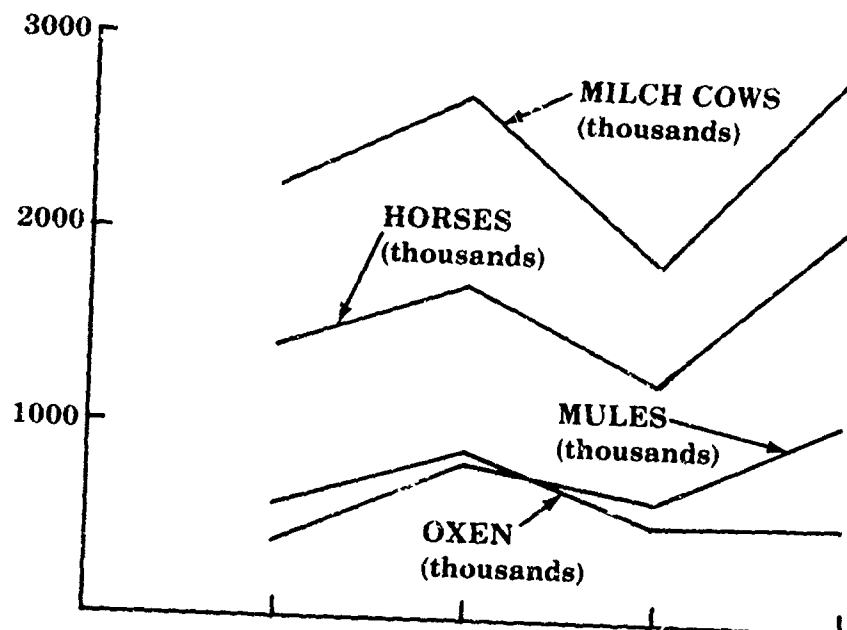 3000
MILCH COWS
(thousands)
2000
HORSES
(thousands)
1000
MULES
(thousands)
OXEN
(thousands)